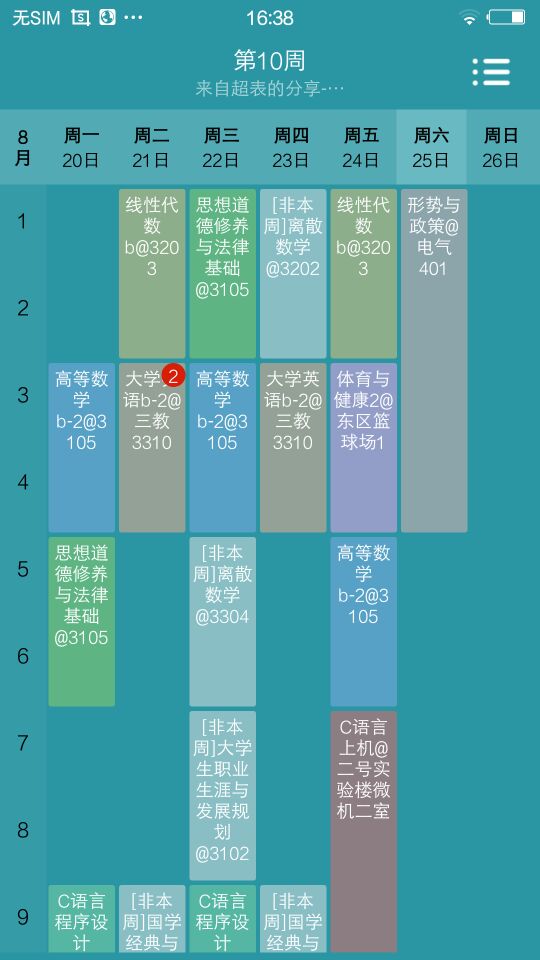 无SIM 16:38
第10周
来自超表的分享-…
8月 周一 周二 周三 周四 周五 周六 周日
20日 21日 22日 23日 24日 25日 26日
1
线性代数b@3203
思想道德修养与法律基础@3105
[非本周]离散数学@3202
线性代数b@3203
形势与政策@电气401
2
3
高等数学b-2@3105
2
大学 语b-2@三教3310
高等数学b-2@3105
大学英语b-2@三教3310
体育与健康2@东区篮球场1
4
5
思想道德修养与法律基础@3105
[非本周]离散数学@3304
高等数学b-2@3105
6
7
[非本周]大学生职业生涯与发展规划@3102
C语言上机@二号实验楼微机二室
8
9
C语言程序设计
[非本周]国学经典与
C语言程序设计
[非本周]国学经典与